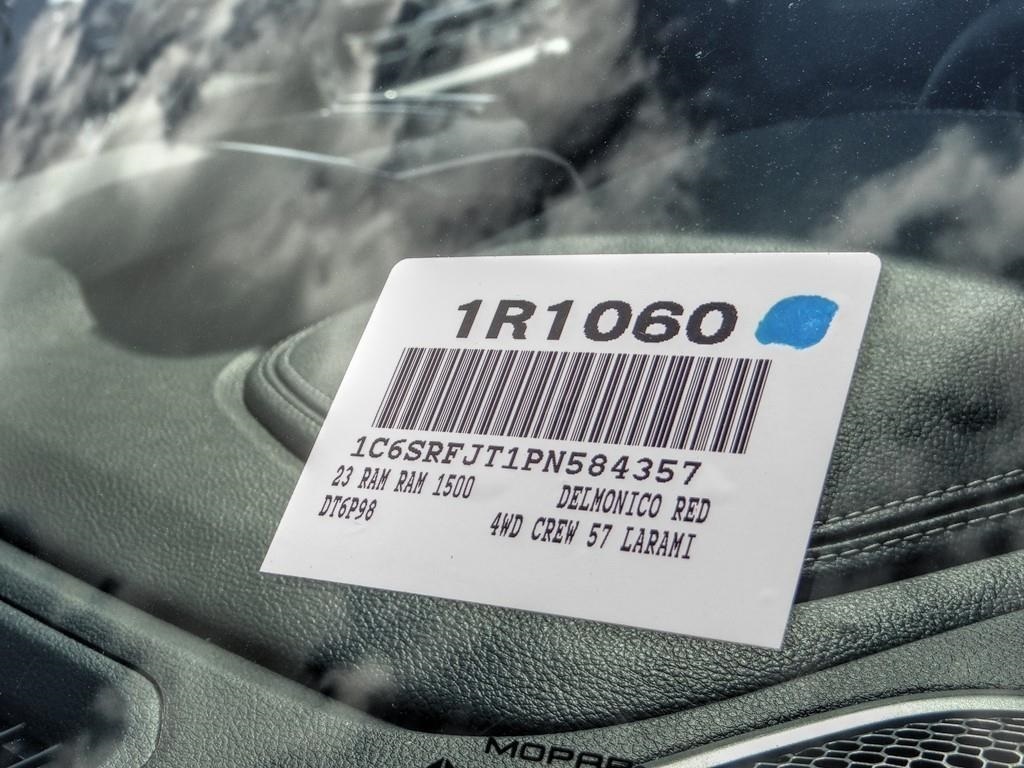 1R1060
1C6SRFJT1PN584357
23 RAM RAM 1500 DELMONICO RED
DT6P98 4WD CREW 57 LARAMI
MOPAR